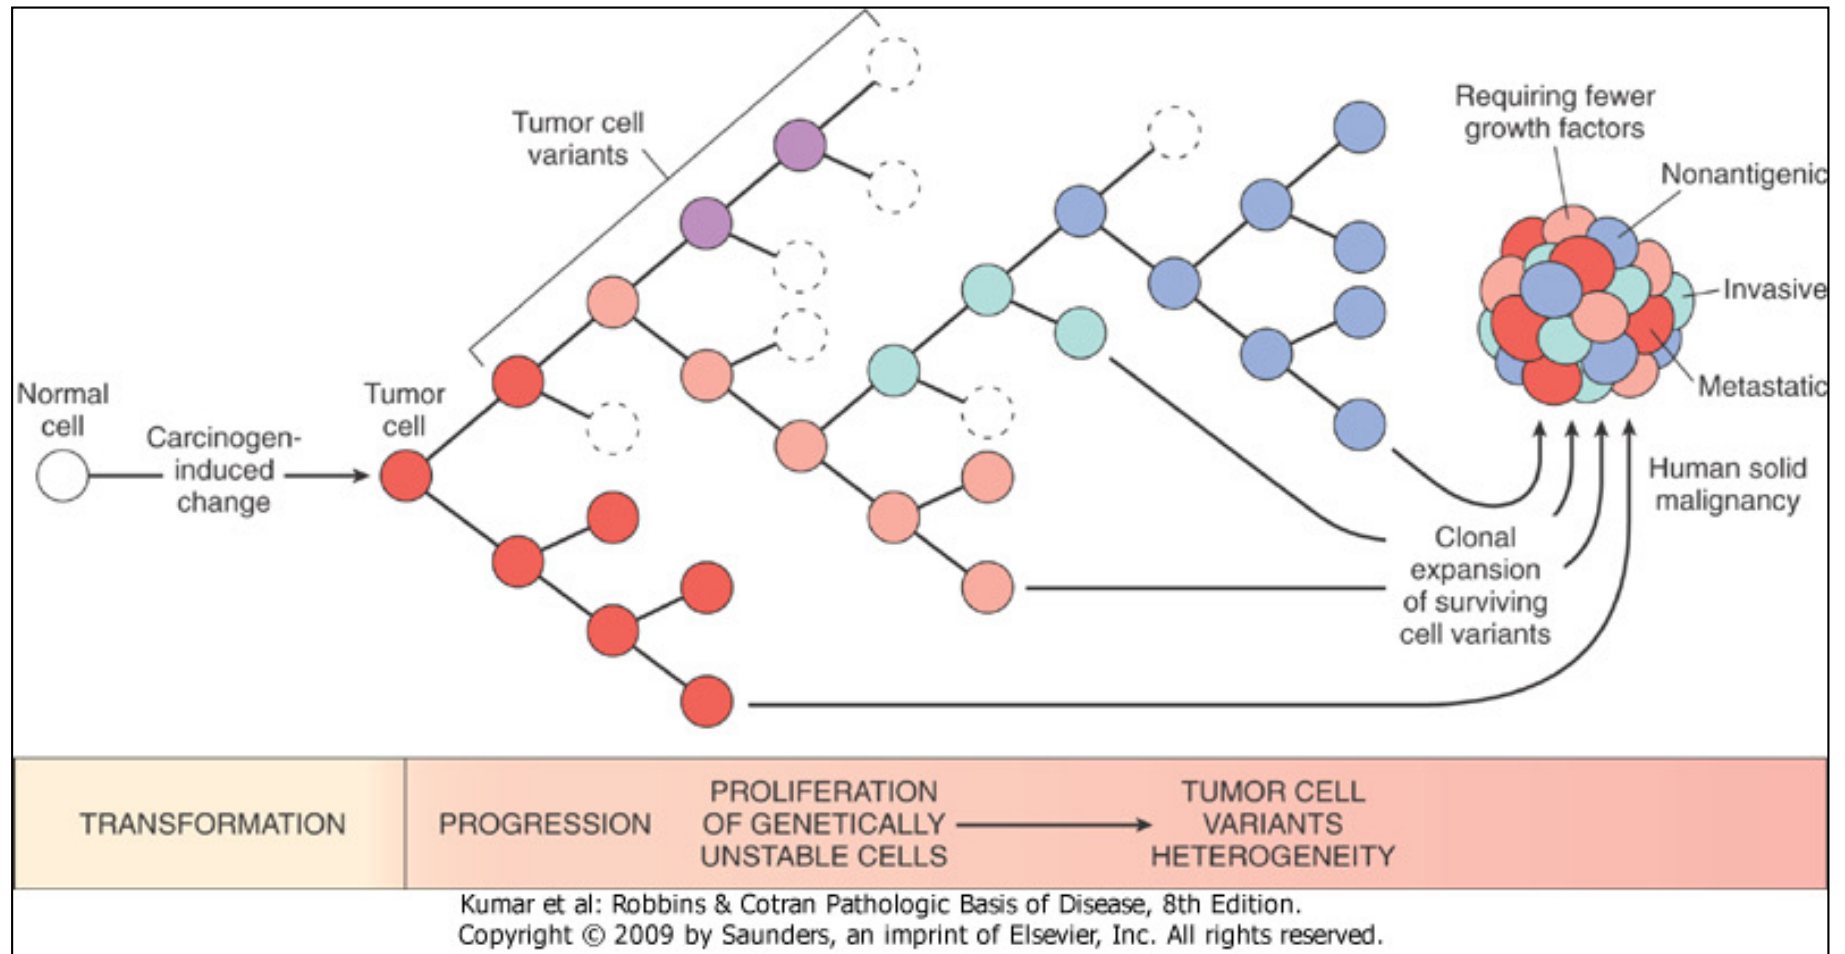 Tumor cell
variants
Requiring fewer
growth factors
Nonantigenic
Invasive
Metastatic
Normal
cell
Carcinogen-
induced
change
Tumor
cell
Human solid
malignancy
Clonal
expansion
of surviving
cell variants
TRANSFORMATION
PROGRESSION
PROLIFERATION
OF GENETICALLY
UNSTABLE CELLS
TUMOR CELL
VARIANTS
HETEROGENEITY
Kumar et al: Robbins & Cotran Pathologic Basis of Disease, 8th Edition.
Copyright © 2009 by Saunders, an imprint of Elsevier, Inc. All rights reserved.